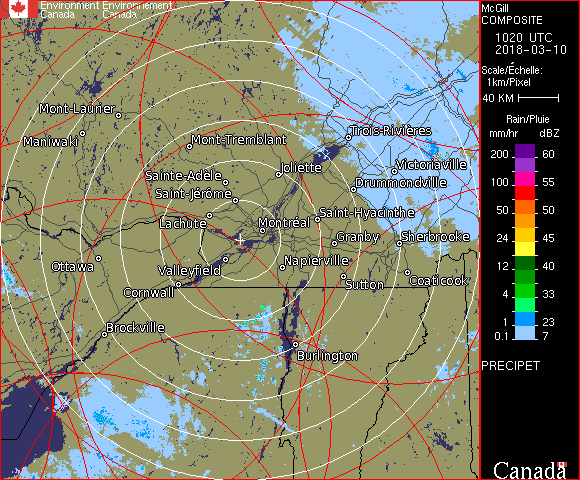 Environment Environnement
Canada Canada
McGill
COMPOSITE
1020 UTC
2018-03-10
Scale/Échelle:
1km/Pixel
40 KM
Rain/Pluie
mm/hr dBZ
200 60
100 55
50 50
24 45
12 40
4 33
1 23
0.1 7
PRECIPET
Canada
Mont-Laurier
Maniwaki
Mont-Tremblant
Trois-Rivières
Victoriaville
Sainte-Adèle
Joliette
Drummondville
Saint-Jérôme
Lachute
Montréal
Saint-Hyacinthe
Granby
Sherbrooke
Ottawa
Valleyfield
Napierville
Sutton
Coaticook
Cornwall
Brockville
Burlington